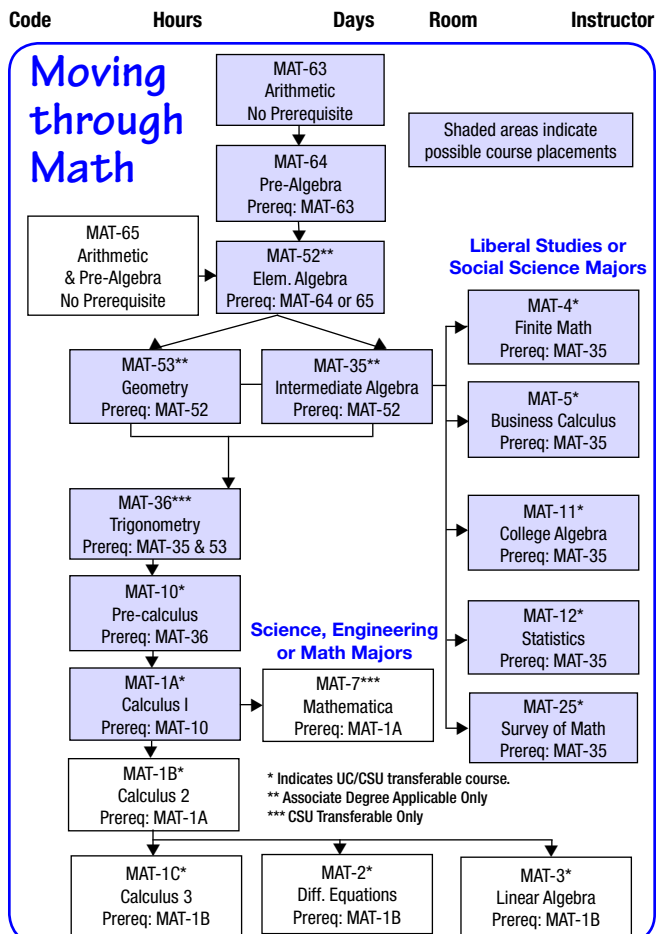 Code Hours Days Room Instructor
Moving
through
Math
MAT-63
Arithmetic
No Prerequisite
Shaded areas indicate
possible course placements
MAT-64
Pre-Algebra
Prereq: MAT-63
MAT-65
Arithmetic
& Pre-Algebra
No Prerequisite
MAT-52**
Elem. Algebra
Prereq: MAT-64 or 65
Liberal Studies or
Social Science Majors
MAT-4*
Finite Math
Prereq: MAT-35
MAT-53**
Geometry
Prereq: MAT-52
MAT-35**
Intermediate Algebra
Prereq: MAT-52
MAT-5*
Business Calculus
Prereq: MAT-35
MAT-36***
Trigonometry
Prereq: MAT-35 & 53
MAT-11*
College Algebra
Prereq: MAT-35
MAT-10*
Pre-calculus
Prereq: MAT-36
Science, Engineering
or Math Majors
MAT-12*
Statistics
Prereq: MAT-35
MAT-1A*
Calculus I
Prereq: MAT-10
MAT-7***
Mathematica
Prereq: MAT-1A
MAT-25*
Survey of Math
Prereq: MAT-35
MAT-1B*
Calculus 2
Prereq: MAT-1A
* Indicates UC/CSU transferable course.
** Associate Degree Applicable Only
*** CSU Transferable Only
MAT-1C*
Calculus 3
Prereq: MAT-1B
MAT-2*
Diff. Equations
Prereq: MAT-1B
MAT-3*
Linear Algebra
Prereq: MAT-1B